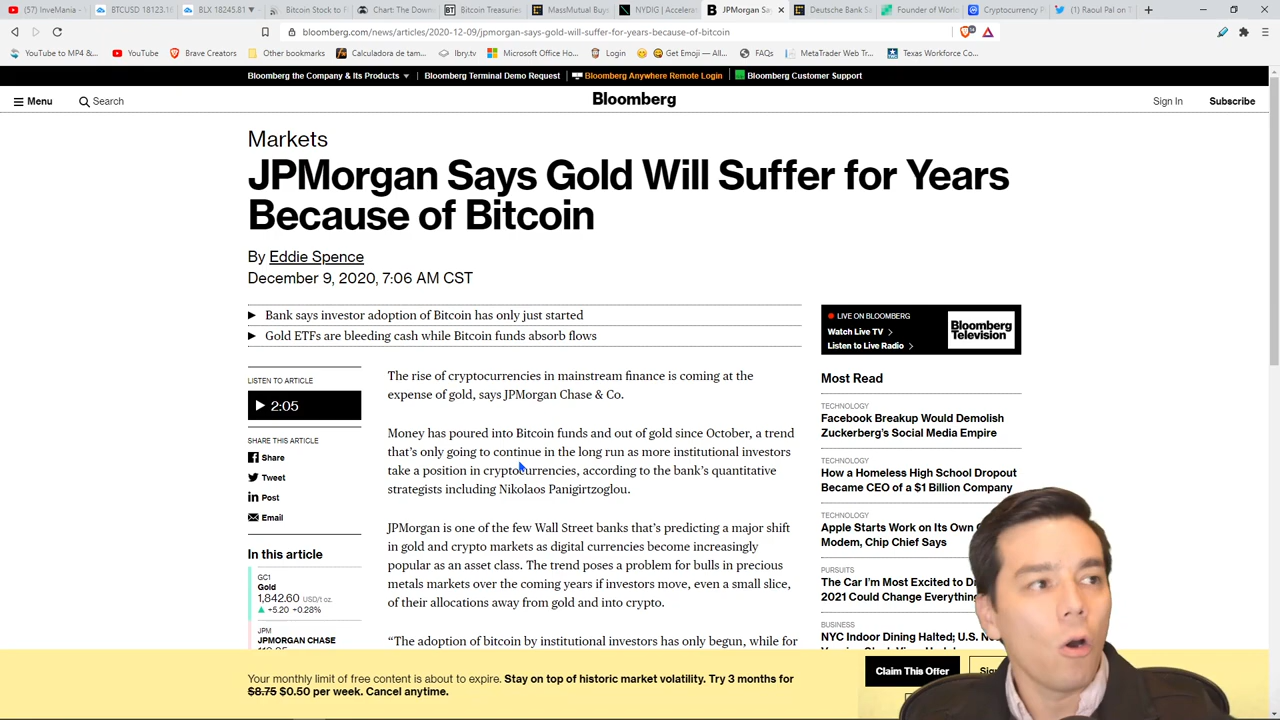 (57) InveMania -
BTCUSD 18123.1
BLX 18245.81
Bitcoin Stock to F
Chart: The Down
Bitcoin Treasuries
MassMutual Buys
NYDIG | Accelera
JPMorgan Say
Deutsche Bank S
Founder of World
Cryptocurrency P
(1) Raoul Pal on T
bloomberg.com/news/articles/2020-12-09/jpmorgan-says-gold-will-suffer-for-years-because-of-bitcoin
YouTube to MP4 &...
YouTube
Brave Creators
Other bookmarks
Calculadora de tam...
lbry.tv
Microsoft Office Ho...
Login
Get Emoji — All...
FAQs
MetaTrader Web Tr...
Texas Workforce Co...
Bloomberg the Company & Its Products
Bloomberg Terminal Demo Request
Bloomberg Anywhere Remote Login
Bloomberg Customer Support
Menu
Search
Bloomberg
Sign In
Subscribe
Markets
JPMorgan Says Gold Will Suffer for Years
Because of Bitcoin
By Eddie Spence
December 9, 2020, 7:06 AM CST
Bank says investor adoption of Bitcoin has only just started
Gold ETFs are bleeding cash while Bitcoin funds absorb flows
LISTEN TO ARTICLE
2:05
SHARE THIS ARTICLE
Share
Tweet
Post
Email
In this article
GC1
Gold
1,842.60 USD/t oz.
+5.20 +0.28%
JPM
JPMORGAN CHASE
The rise of cryptocurrencies in mainstream finance is coming at the
expense of gold, says JPMorgan Chase & Co.
Money has poured into Bitcoin funds and out of gold since October, a trend
that's only going to continue in the long run as more institutional investors
take a position in cryptocurrencies, according to the bank's quantitative
strategists including Nikolaos Panigirtzoglou.
JPMorgan is one of the few Wall Street banks that's predicting a major shift
in gold and crypto markets as digital currencies become increasingly
popular as an asset class. The trend poses a problem for bulls in precious
metals markets over the coming years if investors move, even a small slice,
of their allocations away from gold and into crypto.
“The adoption of bitcoin by institutional investors has only begun, while for
LIVE ON BLOOMBERG
Watch Live TV
Listen to Live Radio
Bloomberg
Television
Most Read
TECHNOLOGY
Facebook Breakup Would Demolish
Zuckerberg's Social Media Empire
TECHNOLOGY
How a Homeless High School Dropout
Became CEO of a $1 Billion Company
TECHNOLOGY
Apple Starts Work on Its Own
Modem, Chip Chief Says
PURSUITS
The Car I'm Most Excited to D
2021 Could Change Everything
BUSINESS
NYC Indoor Dining Halted; U.S.
Your monthly limit of free content is about to expire. Stay on top of historic market volatility. Try 3 months for
$8.75 $0.50 per week. Cancel anytime.
Claim This Offer